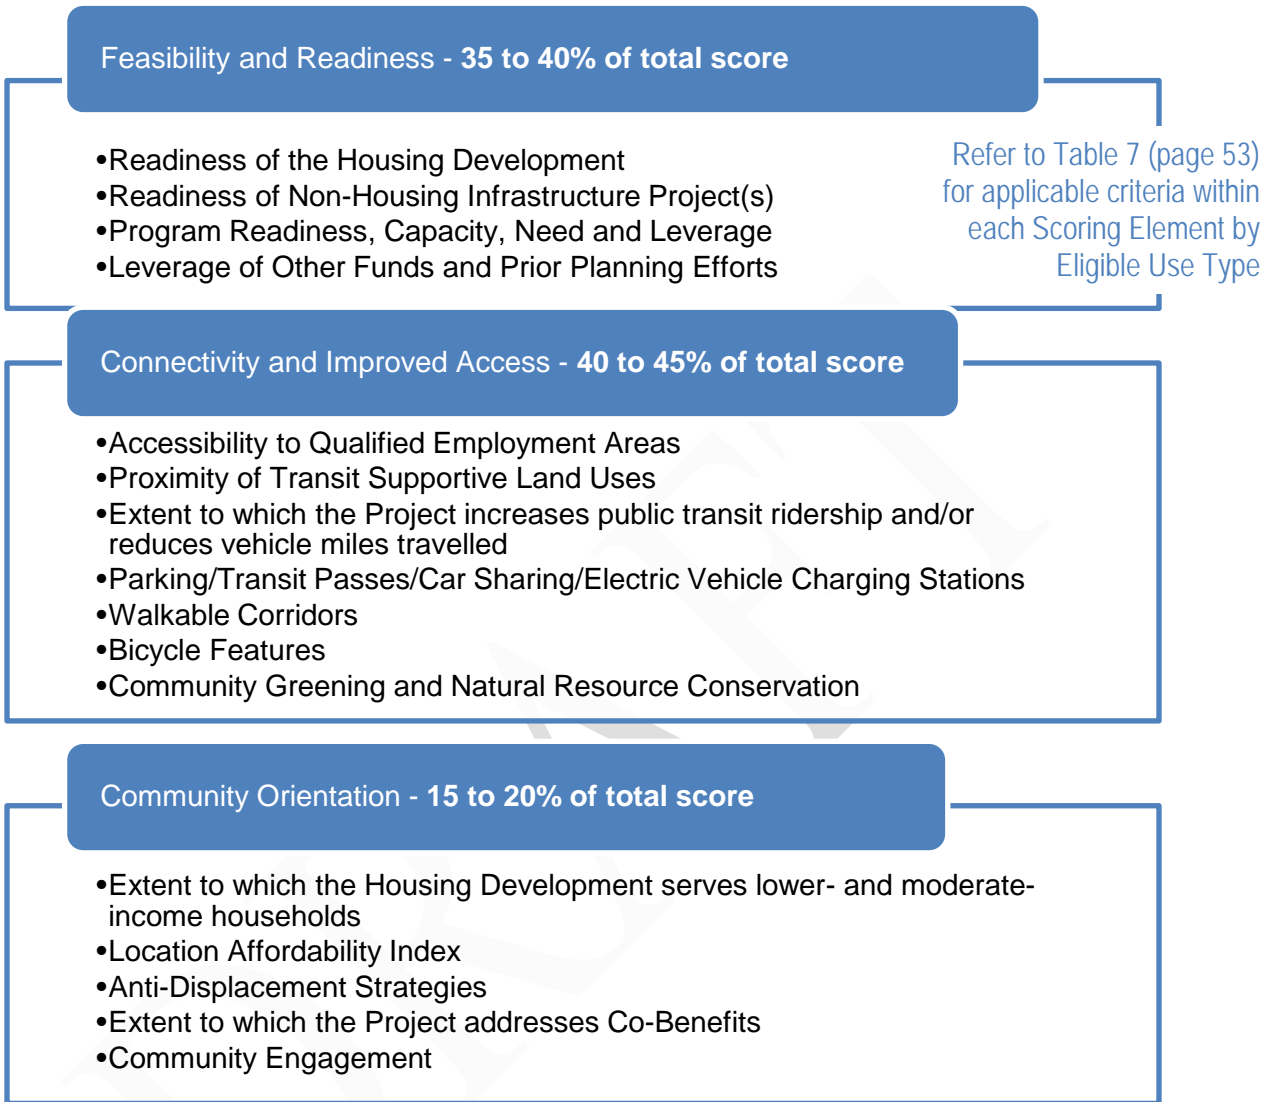 Feasibility and Readiness - 35 to 40% of total score
•Readiness of the Housing Development
•Readiness of Non-Housing Infrastructure Project(s)
•Program Readiness, Capacity, Need and Leverage
•Leverage of Other Funds and Prior Planning Efforts
Refer to Table 7 (page 53)
for applicable criteria within
each Scoring Element by
Eligible Use Type
Connectivity and Improved Access - 40 to 45% of total score
•Accessibility to Qualified Employment Areas
•Proximity of Transit Supportive Land Uses
•Extent to which the Project increases public transit ridership and/or
reduces vehicle miles travelled
•Parking/Transit Passes/Car Sharing/Electric Vehicle Charging Stations
•Walkable Corridors
•Bicycle Features
•Community Greening and Natural Resource Conservation
Community Orientation - 15 to 20% of total score
•Extent to which the Housing Development serves lower- and moderate-
income households
•Location Affordability Index
•Anti-Displacement Strategies
•Extent to which the Project addresses Co-Benefits
•Community Engagement
DRAFT